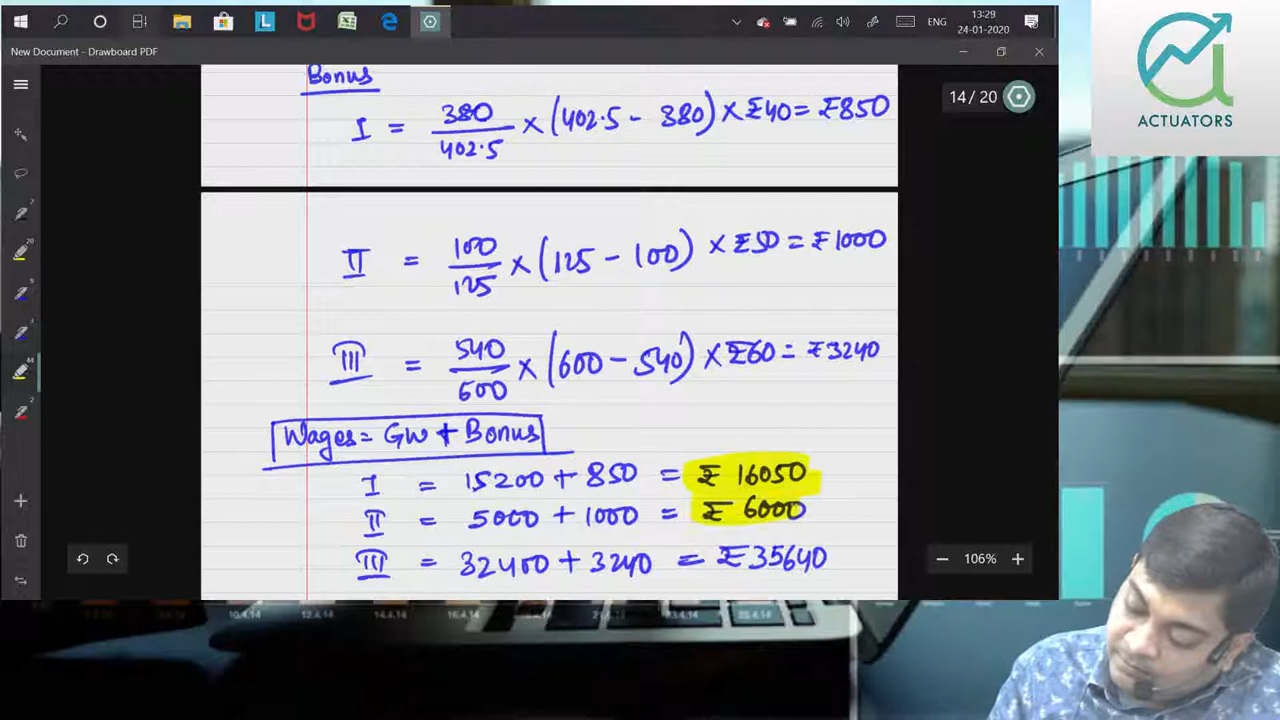 13:29
ENG
24-01-2020
New Document - Drawboard PDF
14 / 20
ACTUATORS
Bonus
I = 380/402.5 × (402.5 - 380) × ₹40 = ₹850
II = 100/125 × (125 - 100) × ₹50 = ₹1000
III = 540/600 × (600 - 540) × ₹60 = ₹3240
Wages = GW + Bonus
I = 15200 + 850 = ₹ 16050
II = 5000 + 1000 = ₹ 6000
III = 32400 + 3240 = ₹35640
106%